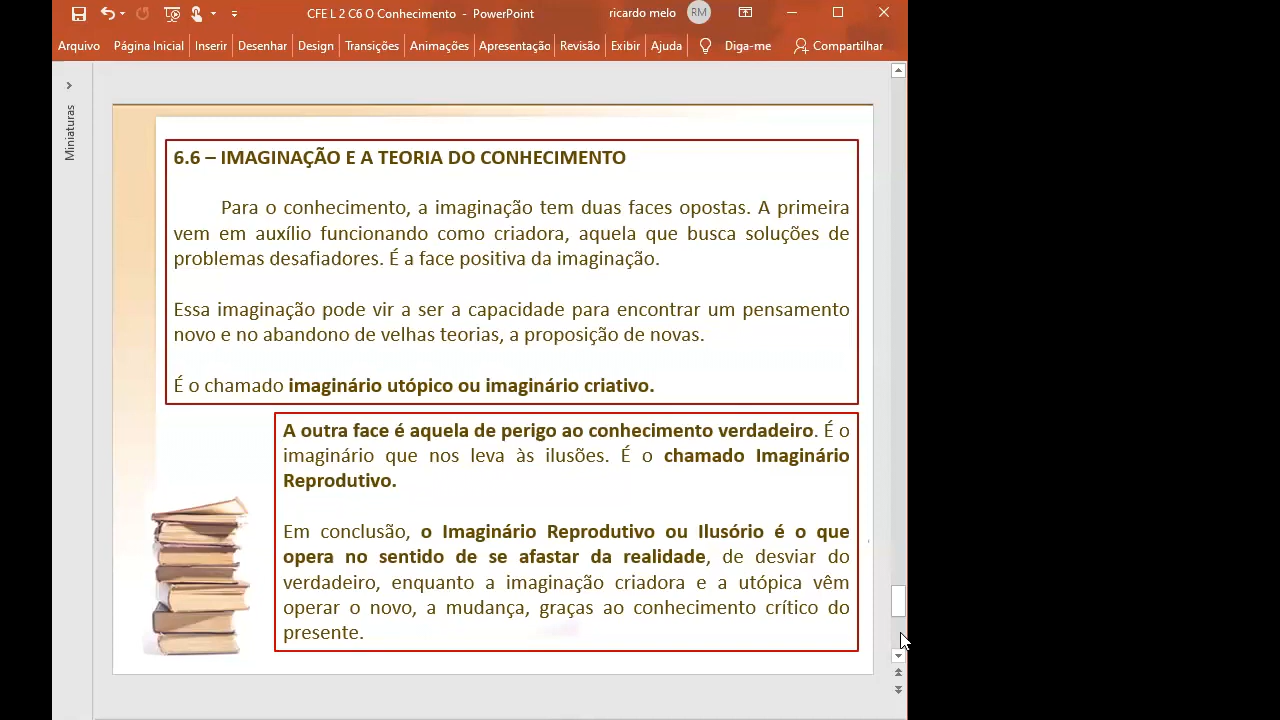 CFE L 2 C6 O Conhecimento - PowerPoint
ricardo melo
RM
Arquivo
Página Inicial
Inserir
Desenhar
Design
Transições
Animações
Apresentação
Revisão
Exibir
Ajuda
Diga-me
Compartilhar
Miniaturas
6.6 – IMAGINAÇÃO E A TEORIA DO CONHECIMENTO
Para o conhecimento, a imaginação tem duas faces opostas. A primeira
vem em auxílio funcionando como criadora, aquela que busca soluções de
problemas desafiadores. É a face positiva da imaginação.
Essa imaginação pode vir a ser a capacidade para encontrar um pensamento
novo e no abandono de velhas teorias, a proposição de novas.
É o chamado imaginário utópico ou imaginário criativo.
A outra face é aquela de perigo ao conhecimento verdadeiro. É o
imaginário que nos leva às ilusões. É o chamado Imaginário
Reprodutivo.
Em conclusão, o Imaginário Reprodutivo ou Ilusório é o que
opera no sentido de se afastar da realidade, de desviar do
verdadeiro, enquanto a imaginação criadora e a utópica vêm
operar o novo, a mudança, graças ao conhecimento crítico do
presente.